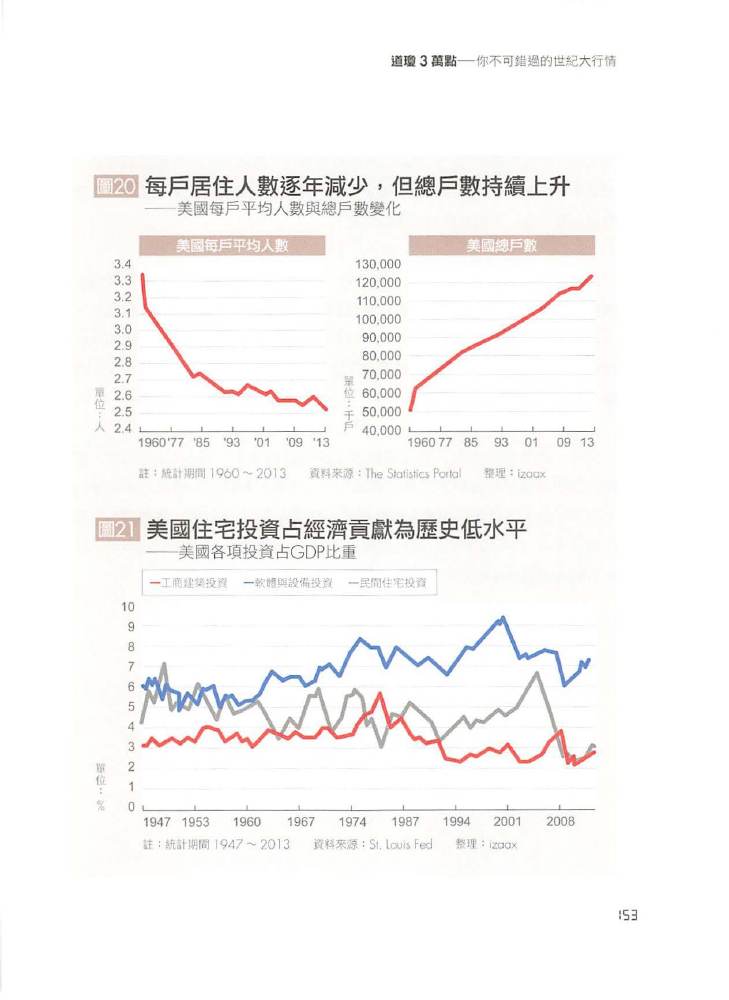 道瓊 3 萬點──你不可錯過的世紀大行情
圖20 每戶居住人數逐年減少，但總戶數持續上升
──美國每戶平均人數與總戶數變化
美國每戶平均人數
3.4
3.3
3.2
3.1
3.0
2.9
2.8
2.7
2.6
2.5
2.4
單位：人
1960 '77 '85 '93 '01 '09 '13
美國總戶數
130,000
120,000
110,000
100,000
90,000
80,000
70,000
60,000
50,000
40,000
單位：千戶
1960 77 85 93 01 09 13
註：統計期間 1960～2013 資料來源：The Statistics Portal 整理：izaax
圖21 美國住宅投資占經濟貢獻為歷史低水平
──美國各項投資占GDP比重
工商建築投資 軟體與設備投資 民間住宅投資
10
9
8
7
6
5
4
3
2
1
0
單位：%
1947 1953 1960 1967 1974 1987 1994 2001 2008
註：統計期間 1947～2013 資料來源：St. Louis Fed 整理：izaax
153